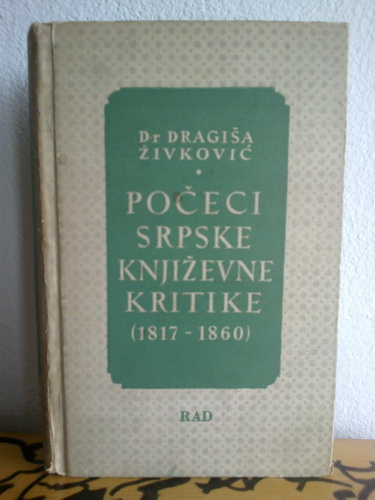 Dr DRAGIŠA
ŽIVKOVIĆ
•
POČECI
SRPSKE
KNJIŽEVNE
KRITIKE
(1817 - 1860)
RAD